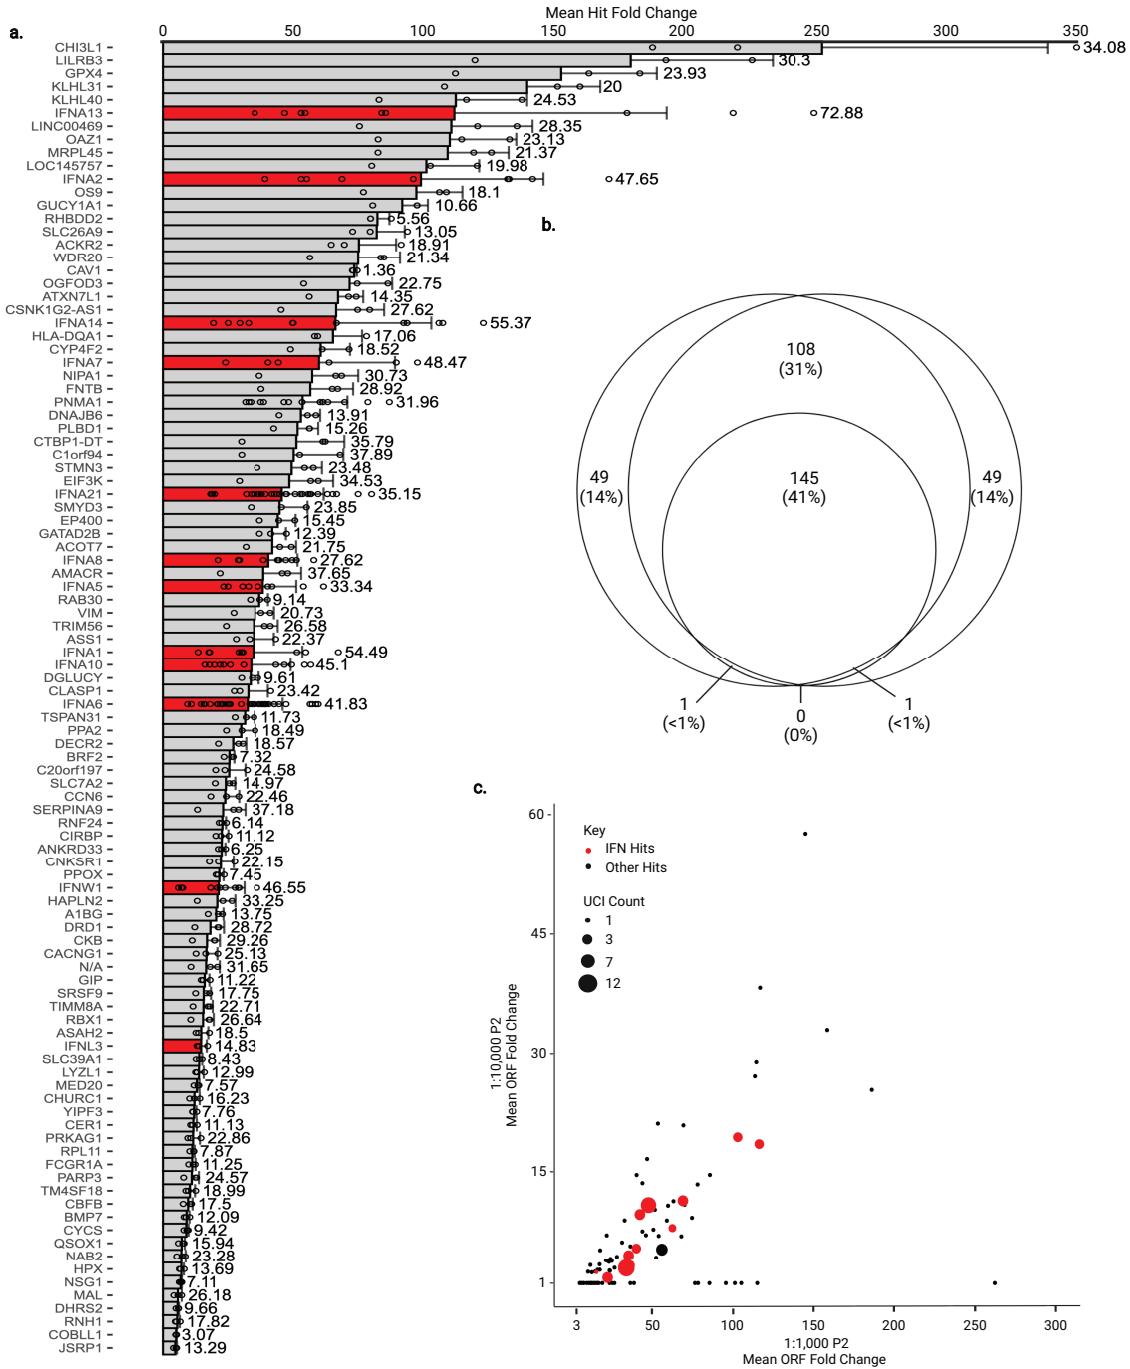 a.
Mean Hit Fold Change
0 50 100 150 200 250 300 350
CHI3L1 34.08
LILRB3 30.3
GPX4 23.93
KLHL31 20
KLHL40 24.53
IFNA13 72.88
LINC00469 28.35
OAZ1 23.13
MRPL45 21.37
LOC145757 19.98
IFNA2 47.65
OS9 18.1
GUCY1A1 10.66
RHBDD2 5.56
SLC26A9 13.05
ACKR2 18.91
WDR20 21.34
CAV1 1.36
OGFOD3 22.75
ATXN7L1 14.35
CSNK1G2-AS1 27.62
IFNA14 55.37
HLA-DQA1 17.06
CYP4F2 18.52
IFNA7 48.47
NIPA1 30.73
FNTB 28.92
PNMA1 31.96
DNAJB6 13.91
PLBD1 15.26
CTBP1-DT 35.79
C1orf94 37.89
STMN3 23.48
EIF3K 34.53
IFNA21 35.15
SMYD3 23.85
EP400 15.45
GATAD2B 12.39
ACOT7 21.75
IFNA8 27.62
AMACR 37.65
IFNA5 33.34
RAB30 9.14
VIM 20.73
TRIM56 26.58
ASS1 22.37
IFNA1 54.49
IFNA10 45.1
DGLUCY 9.61
CLASP1 23.42
IFNA6 41.83
TSPAN31 11.73
PPA2 18.49
DECR2 18.57
BRF2 7.32
C20orf197 24.58
SLC7A2 14.97
CCN6 22.46
SERPINA9 37.18
RNF24 6.14
CIRBP 11.12
ANKRD33 6.25
CNKSR1 22.15
PPOX 7.45
IFNW1 46.55
HAPLN2 33.25
A1BG 13.75
DRD1 28.72
CKB 29.26
CACNG1 25.13
N/A 31.65
GIP 11.22
SRSF9 17.75
TIMM8A 22.71
RBX1 26.64
ASAH2 18.5
IFNL3 14.83
SLC39A1 8.43
LYZL1 12.99
MED20 7.57
CHURC1 16.23
YIPF3 7.76
CER1 11.13
PRKAG1 22.86
RPL11 7.87
FCGR1A 11.25
PARP3 24.57
TM4SF18 18.99
CBFB 17.5
BMP7 12.09
CYCS 9.42
QSOX1 15.94
NAB2 23.28
HPX 13.69
NSG1 7.11
MAL 26.18
DHRS2 9.66
RNH1 17.82
COBLL1 3.07
JSRP1 13.29
b.
108
(31%)
49
(14%)
145
(41%)
49
(14%)
1
(<1%)
0
(0%)
1
(<1%)
c.
60
45
30
15
1
1:10,000 P2
Mean ORF Fold Change
Key
IFN Hits
Other Hits
UCI Count
1
3
7
12
3 50 100 150 200 250 300
1:1,000 P2
Mean ORF Fold Change